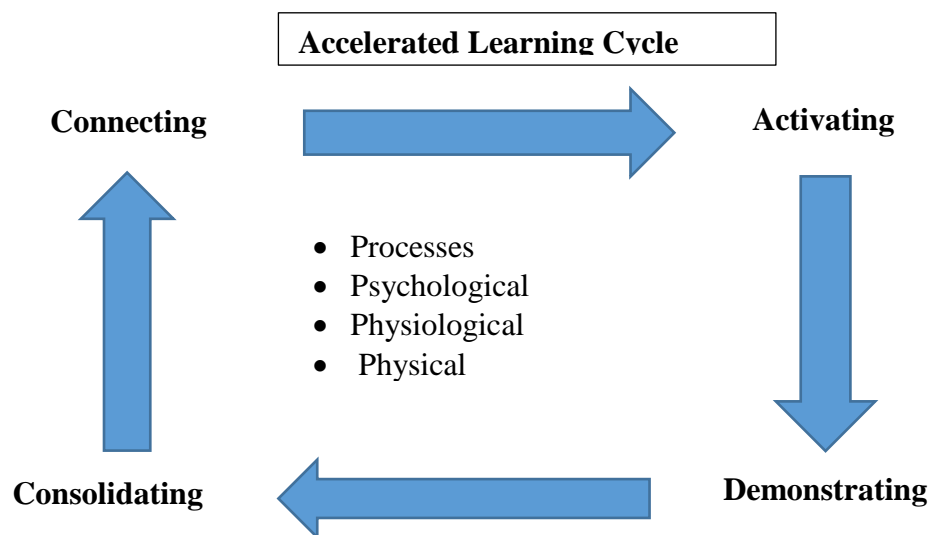 Accelerated Learning Cycle
Connecting
Activating
• Processes
• Psychological
• Physiological
• Physical
Consolidating
Demonstrating